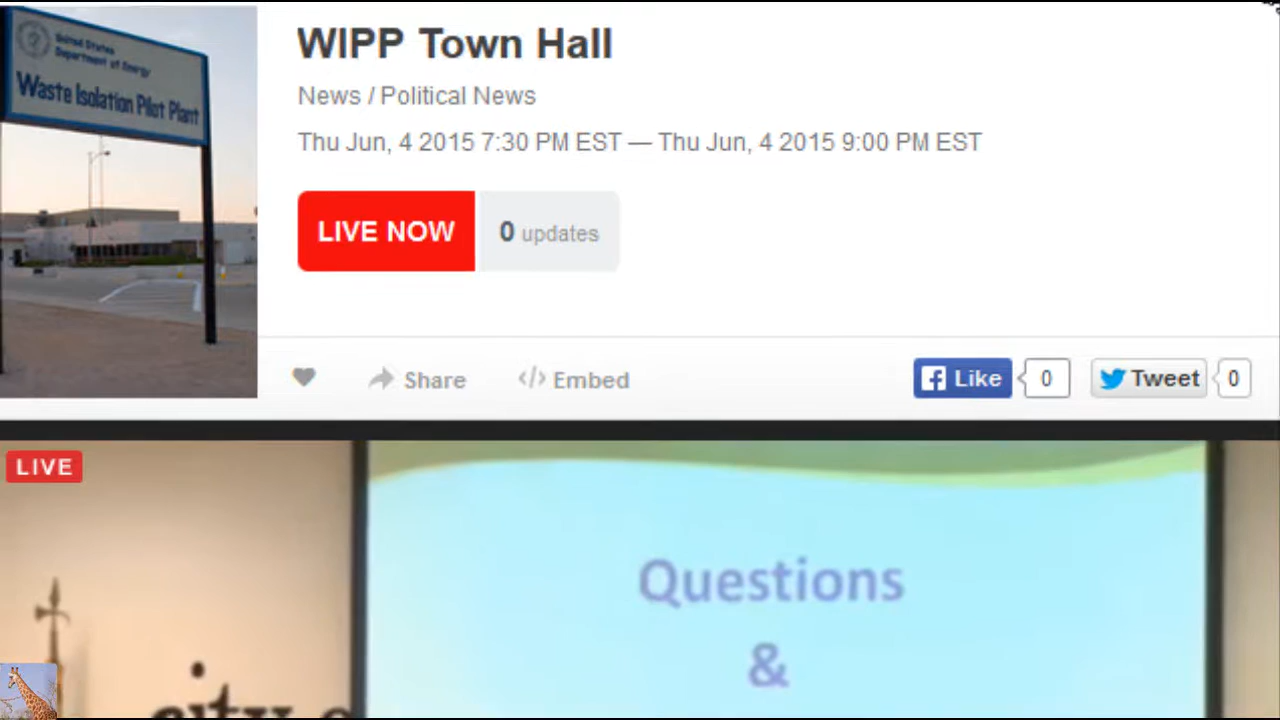 United States
Department of Energy
Waste Isolation Pilot Plant
WIPP Town Hall
News / Political News
Thu Jun, 4 2015 7:30 PM EST — Thu Jun, 4 2015 9:00 PM EST
LIVE NOW 0 updates
Share Embed Like 0 Tweet 0
LIVE
Questions
&
city